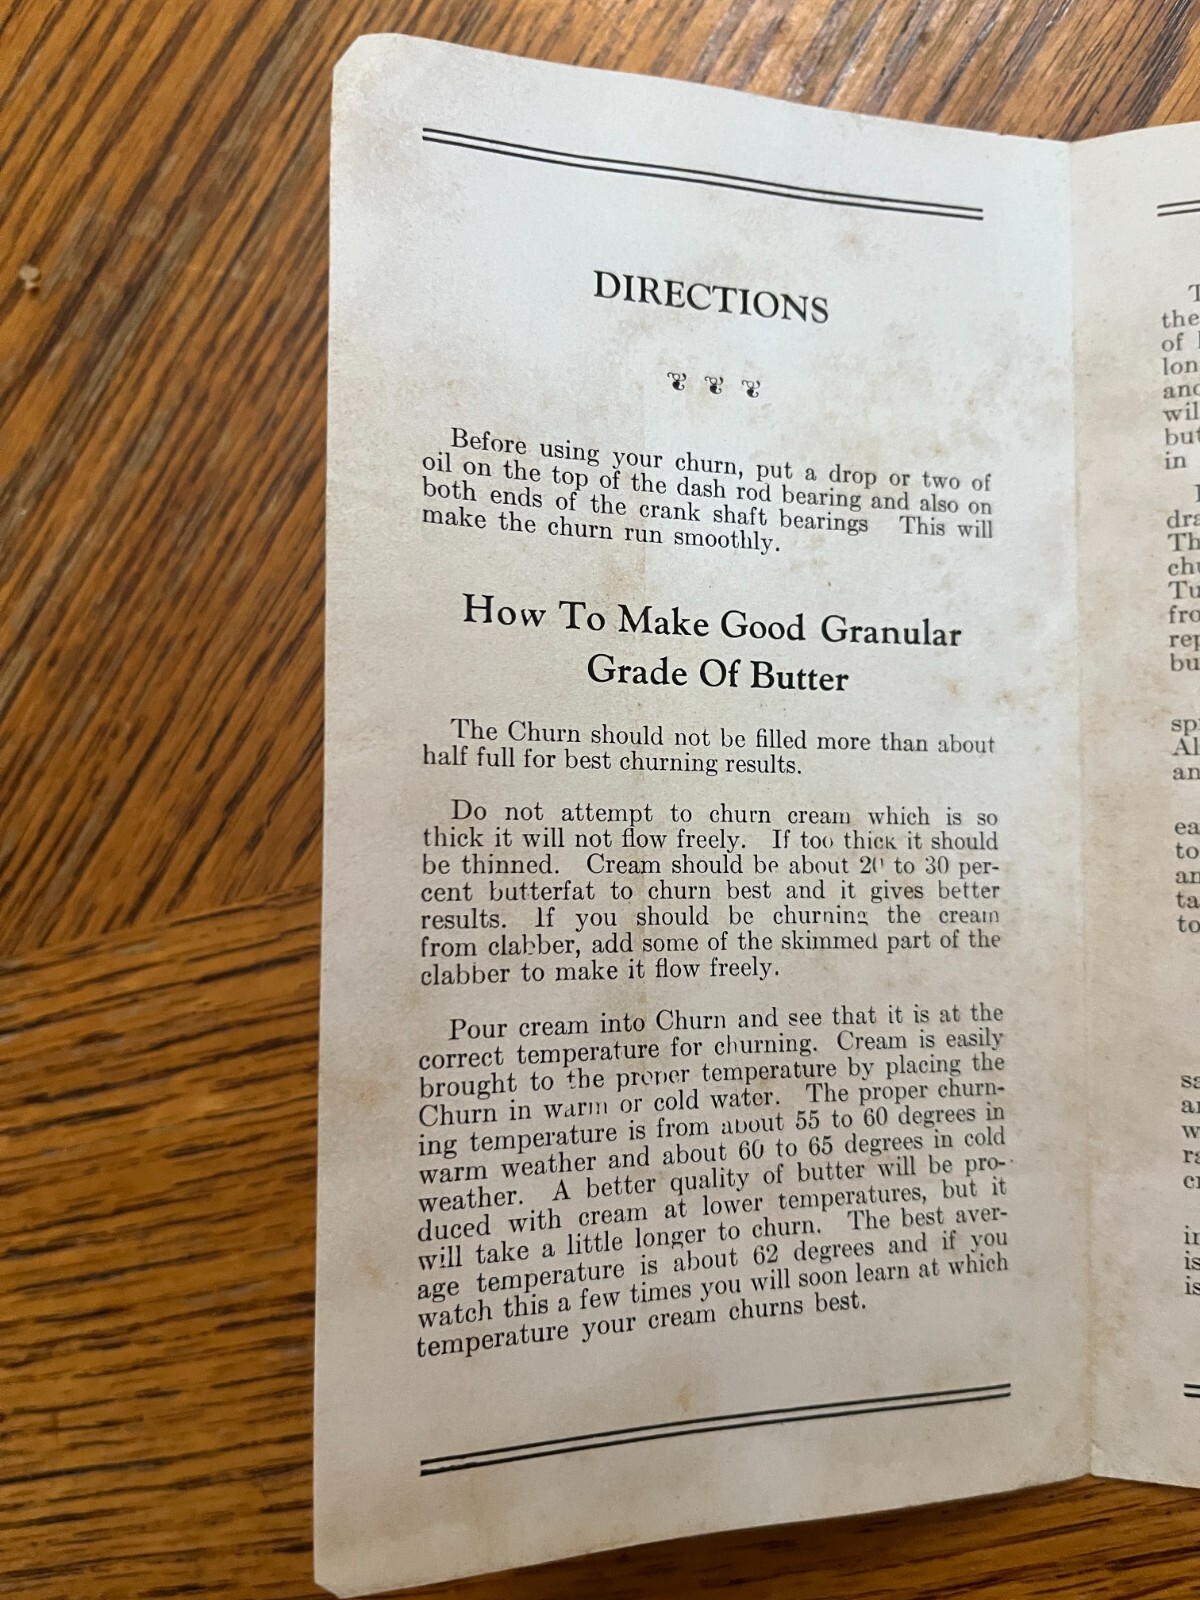 DIRECTIONS
Before using your churn, put a drop or two of
oil on the top of the dash rod bearing and also on
both ends of the crank shaft bearings This will
make the churn run smoothly.
How To Make Good Granular
Grade Of Butter
The Churn should not be filled more than about
half full for best churning results.
Do not attempt to churn cream which is so
thick it will not flow freely. If too thick it should
be thinned. Cream should be about 20 to 30 per-
cent butterfat to churn best and it gives better
results. If you should be churning the cream
from clabber, add some of the skimmed part of the
clabber to make it flow freely.
Pour cream into Churn and see that it is at the
correct temperature for churning. Cream is easily
brought to the proper temperature by placing the
Churn in warm or cold water. The proper churn-
ing temperature is from about 55 to 60 degrees in
warm weather and about 60 to 65 degrees in cold
weather. A better quality of butter will be pro-
duced with cream at lower temperatures, but it
will take a little longer to churn. The best aver-
age temperature is about 62 degrees and if you
watch this a few times you will soon learn at which
temperature your cream churns best.
the
of
in
to
to